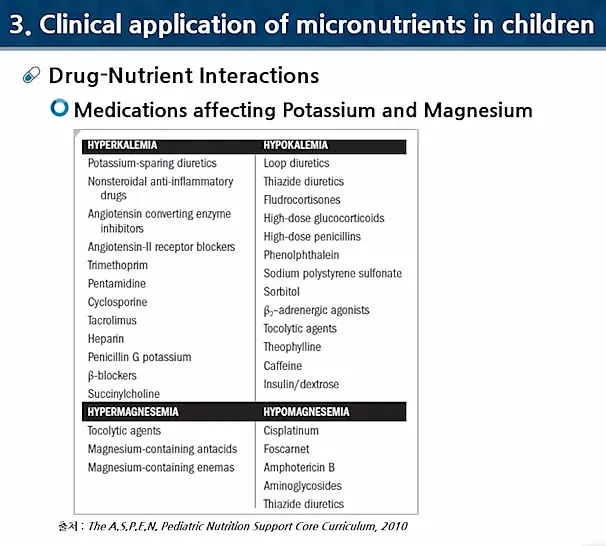 3. Clinical application of micronutrients in children
Drug-Nutrient Interactions
Medications affecting Potassium and Magnesium
HYPERKALEMIA
Potassium-sparing diuretics
Nonsteroidal anti-inflammatory
drugs
Angiotensin converting enzyme
inhibitors
Angiotensin-II receptor blockers
Trimethoprim
Pentamidine
Cyclosporine
Tacrolimus
Heparin
Penicillin G potassium
β-blockers
Succinylcholine
HYPOKALEMIA
Loop diuretics
Thiazide diuretics
Fludrocortisones
High-dose glucocorticoids
High-dose penicillins
Phenolphthalein
Sodium polystyrene sulfonate
Sorbitol
β₂-adrenergic agonists
Tocolytic agents
Theophylline
Caffeine
Insulin/dextrose
HYPERMAGNESEMIA
Tocolytic agents
Magnesium-containing antacids
Magnesium-containing enemas
HYPOMAGNESEMIA
Cisplatinum
Foscarnet
Amphotericin B
Aminoglycosides
Thiazide diuretics
출처 : The A.S.P.E.N. Pediatric Nutrition Support Core Curriculum, 2010